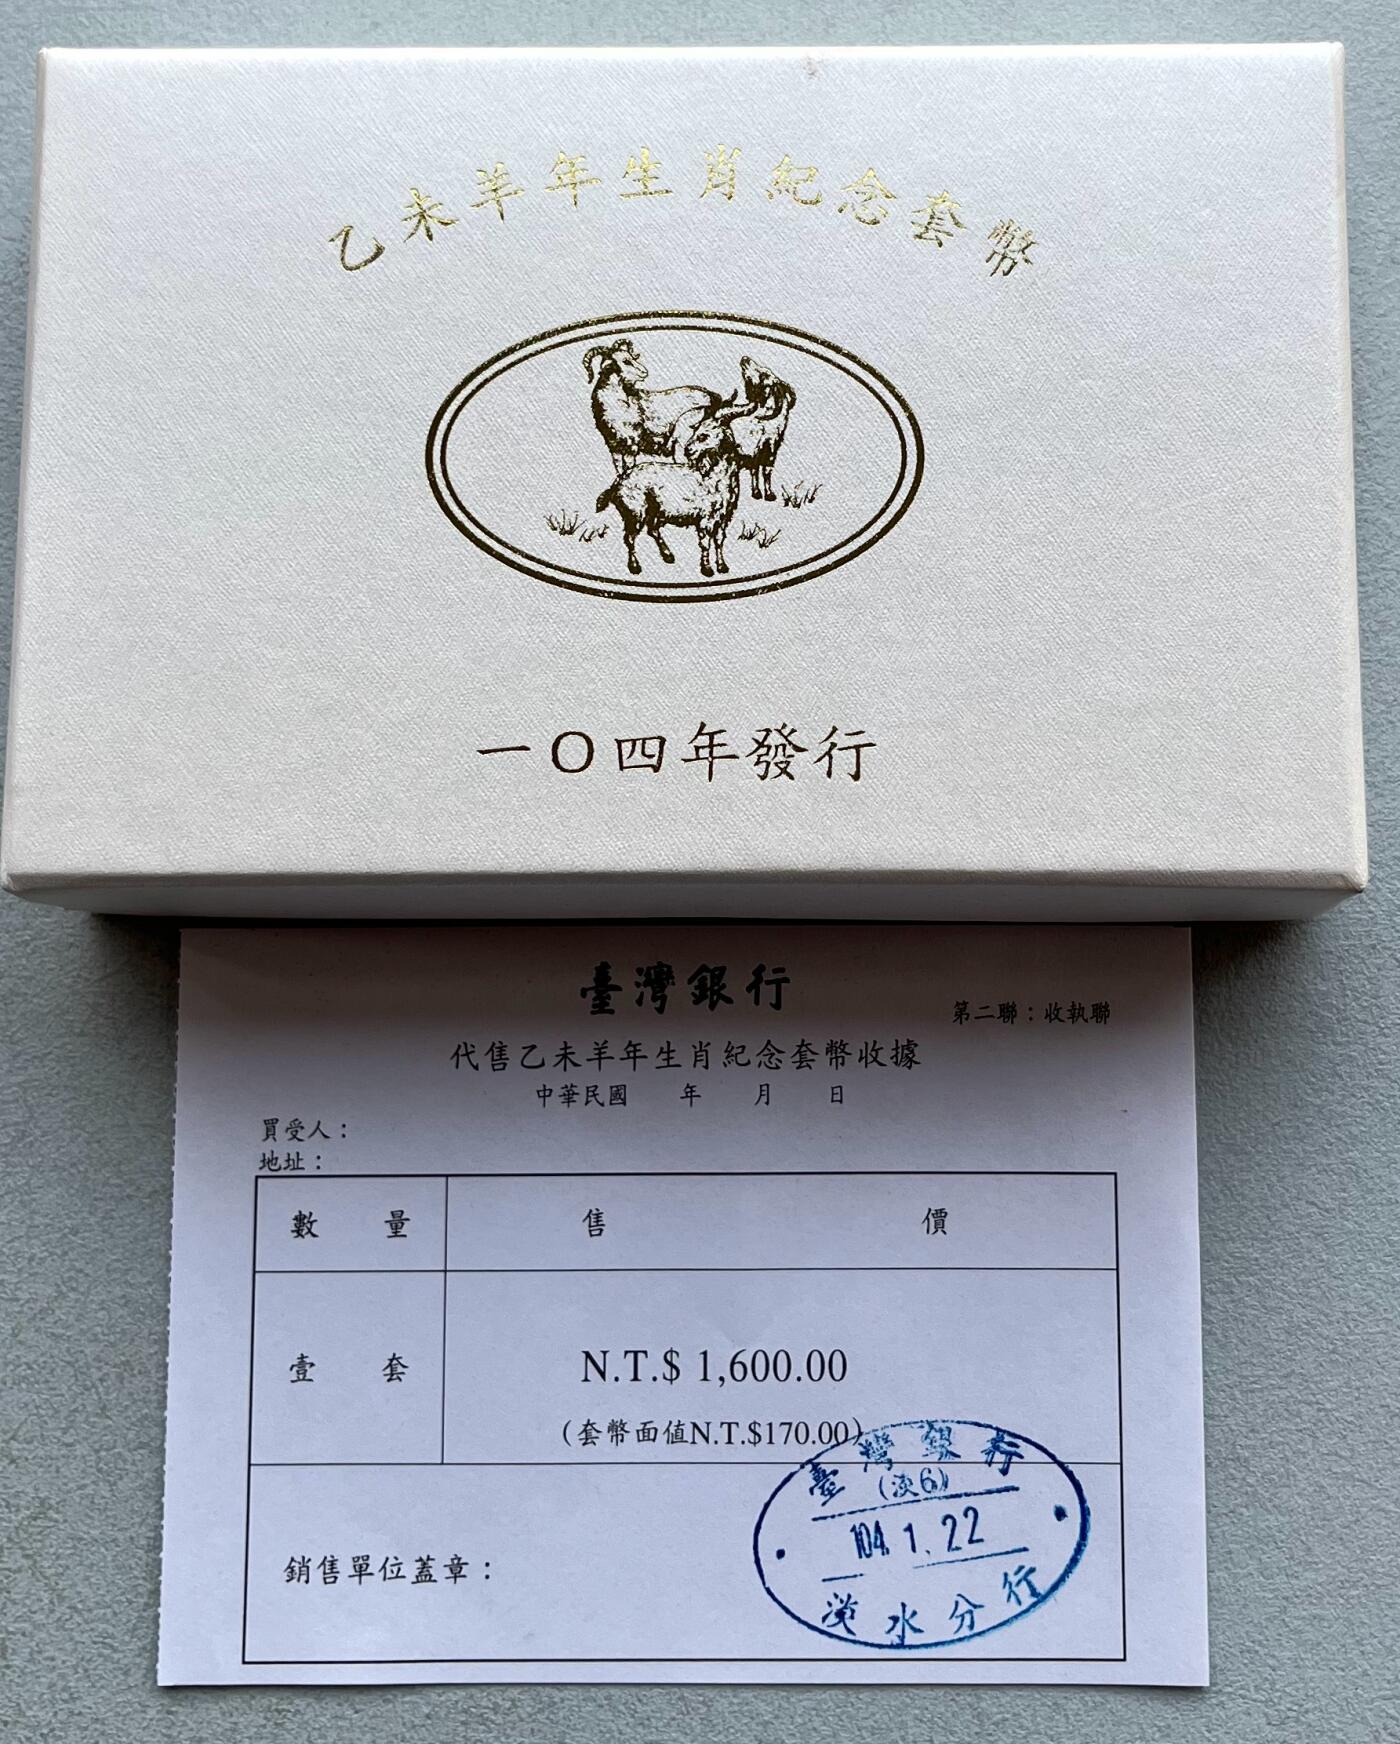 乙未羊年生肖紀念套幣
一〇四年發行
臺灣銀行
第二聯：收執聯
代售乙未羊年生肖紀念套幣收據
中華民國 年 月 日
買受人：
地址：
數 量 售 價
壹 套 N.T.$ 1,600.00
（套幣面值N.T.$170.00）
銷售單位蓋章：
臺灣銀行
(淡6)
104. 1. 22
淡水分行